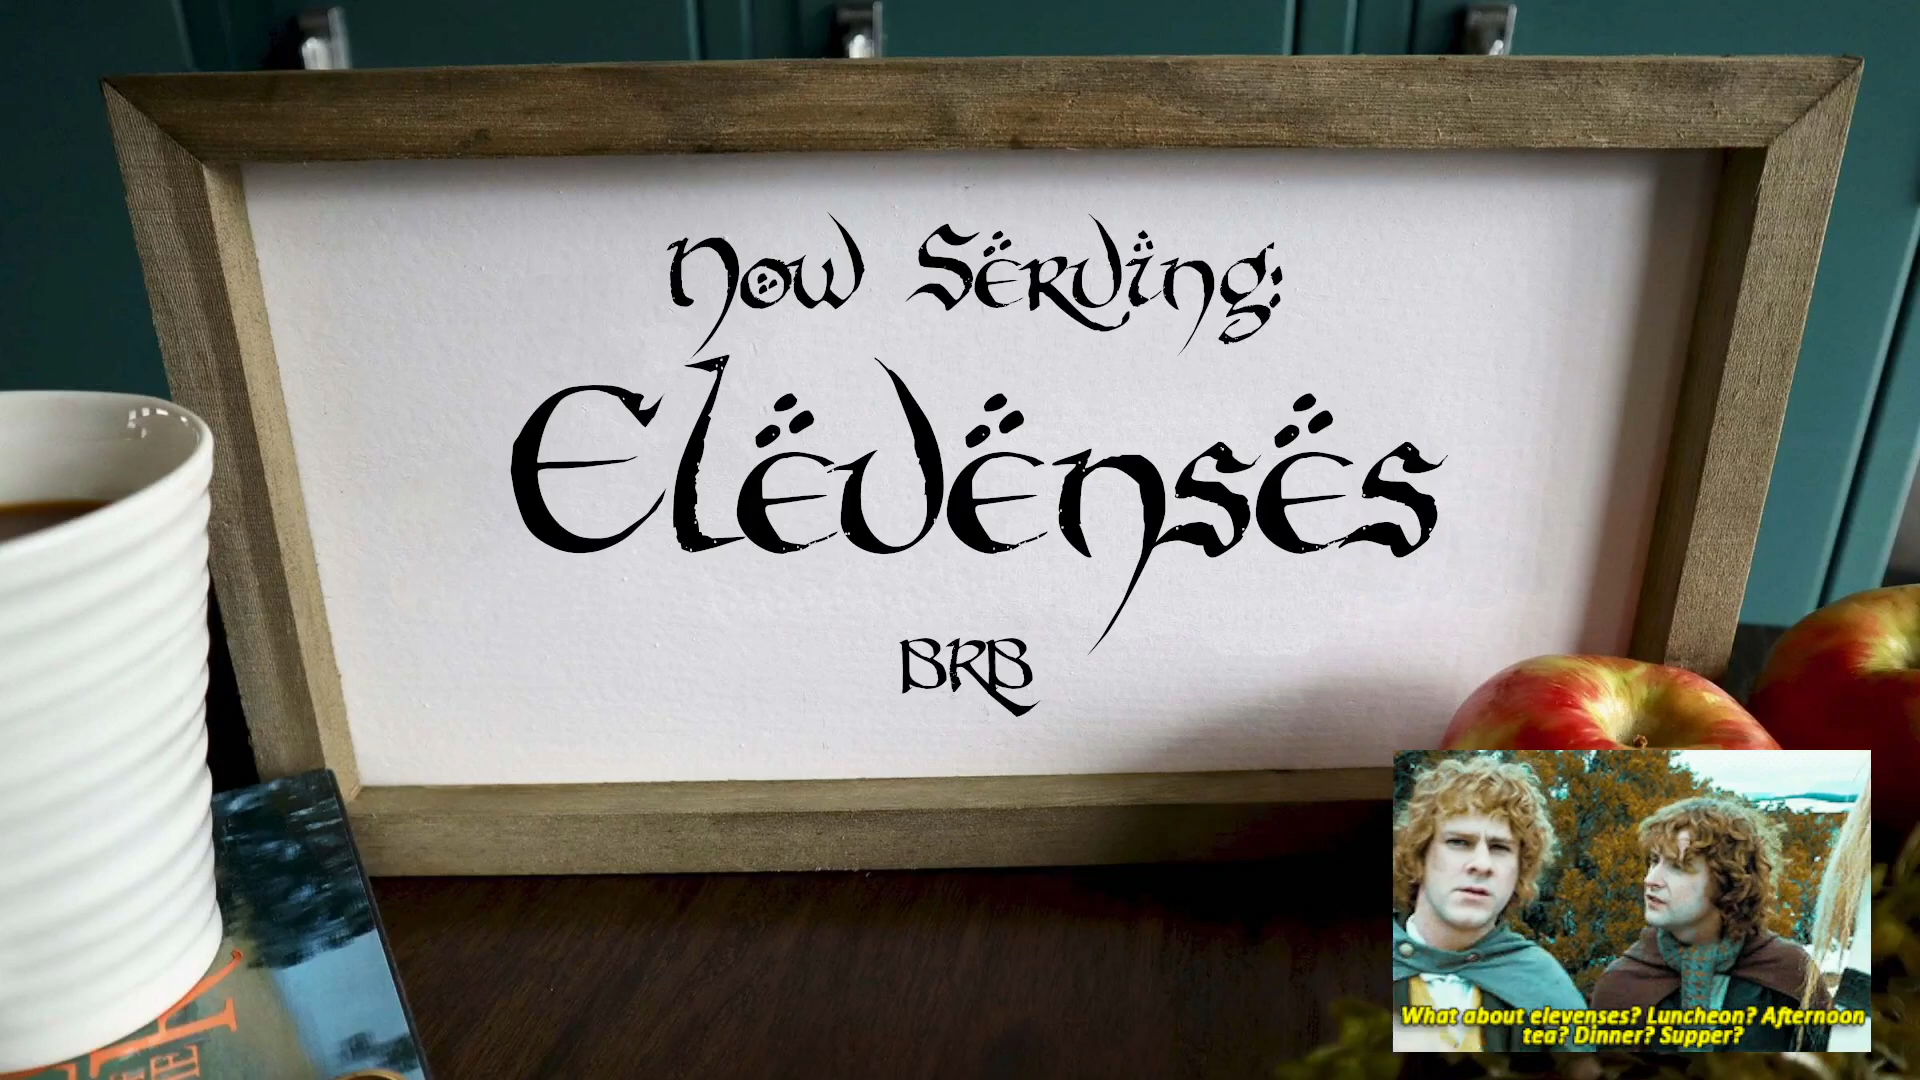 Now Serving:
Elevenses
BRB
What about elevenses? Luncheon? Afternoon
tea? Dinner? Supper?